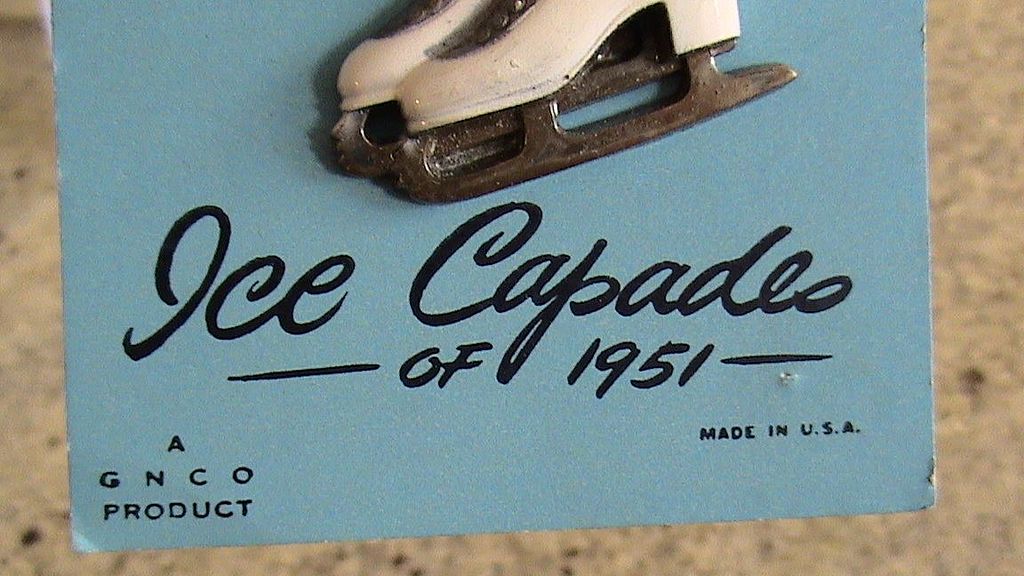 Ice Capades
OF 1951
MADE IN U.S.A.
A
GNCO
PRODUCT